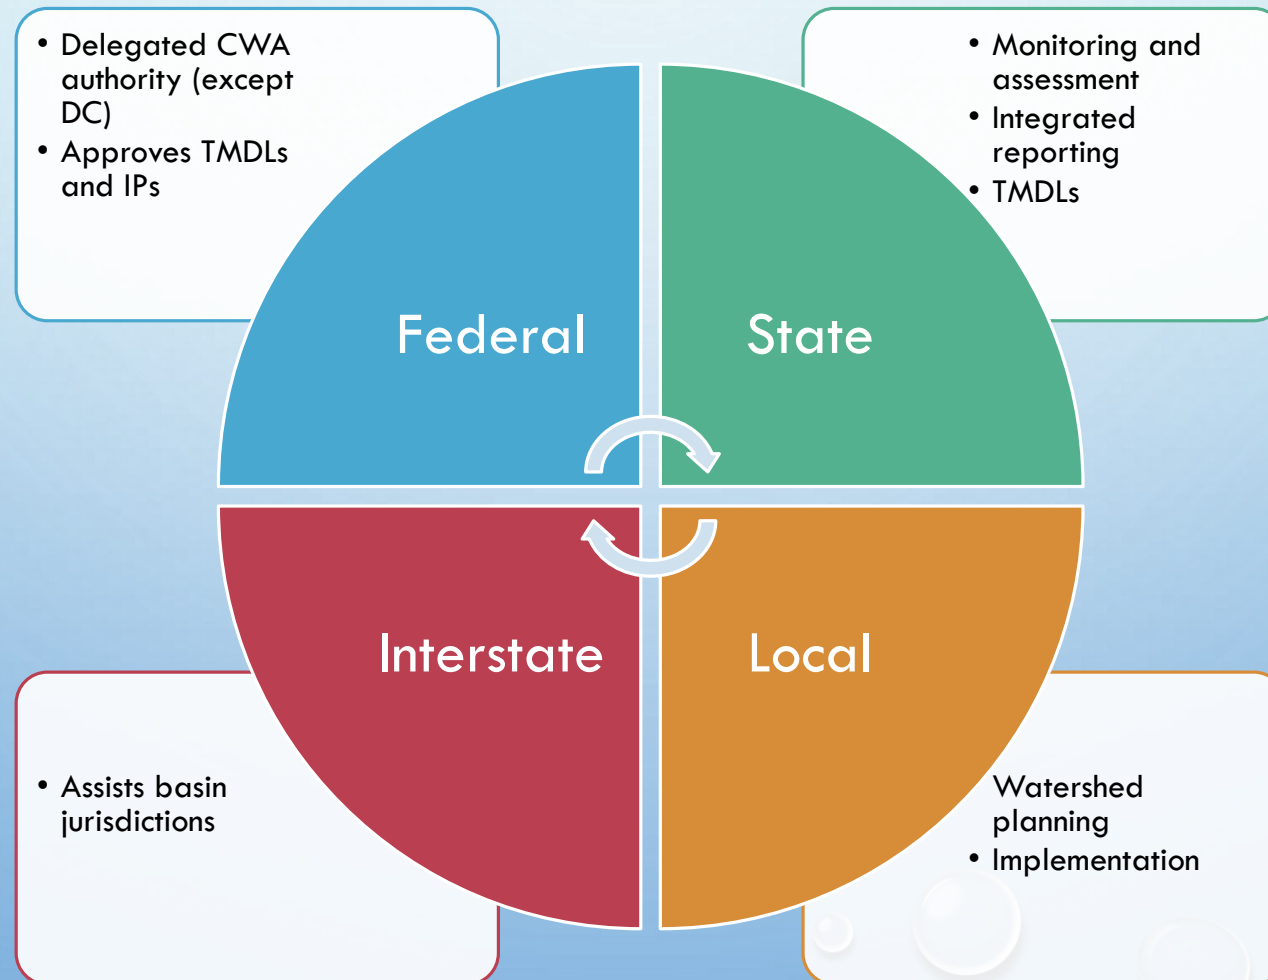 • Delegated CWA
authority (except
DC)
• Approves TMDLs
and IPs
• Monitoring and
assessment
• Integrated
reporting
• TMDLs
Federal
State
Interstate
Local
• Assists basin
jurisdictions
Watershed
planning
• Implementation